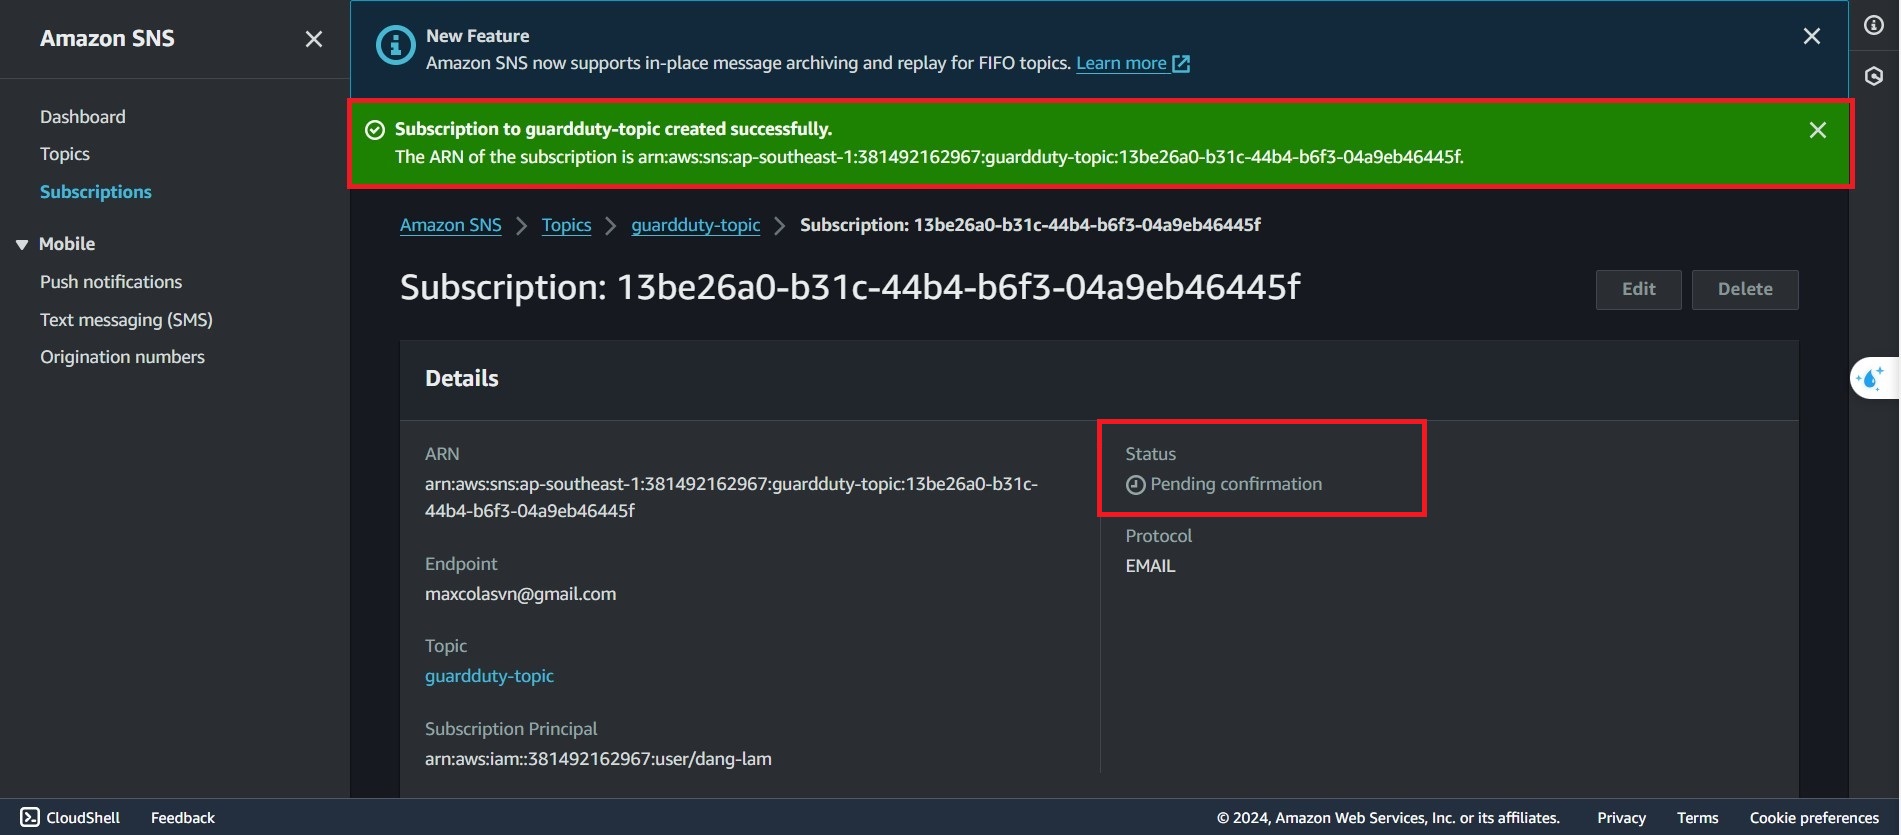 Amazon SNS
Dashboard
Topics
Subscriptions
Mobile
Push notifications
Text messaging (SMS)
Origination numbers
New Feature
Amazon SNS now supports in-place message archiving and replay for FIFO topics. Learn more
Subscription to guardduty-topic created successfully.
The ARN of the subscription is arn:aws:sns:ap-southeast-1:381492162967:guardduty-topic:13be26a0-b31c-44b4-b6f3-04a9eb46445f.
Amazon SNS > Topics > guardduty-topic > Subscription: 13be26a0-b31c-44b4-b6f3-04a9eb46445f
Subscription: 13be26a0-b31c-44b4-b6f3-04a9eb46445f
Edit
Delete
Details
ARN
arn:aws:sns:ap-southeast-1:381492162967:guardduty-topic:13be26a0-b31c-
44b4-b6f3-04a9eb46445f
Endpoint
maxcolasvn@gmail.com
Topic
guardduty-topic
Subscription Principal
arn:aws:iam::381492162967:user/dang-lam
Status
Pending confirmation
Protocol
EMAIL
CloudShell
Feedback
© 2024, Amazon Web Services, Inc. or its affiliates.
Privacy
Terms
Cookie preferences